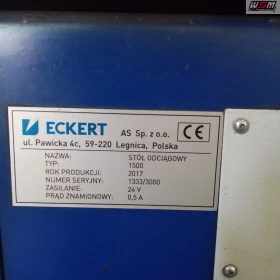 WSM
ECKERT
AS Sp. z o.o.
CE
ul. Pawicka 4c, 59-220 Legnica, Polska
NAZWA: STÓŁ ODCIĄGOWY
TYP: 1500
ROK PRODUKCJI: 2017
NUMER SERYJNY: 1333/3000
ZASILANIE: 24 V
PRĄD ZNAMIONOWY: 0,5 A